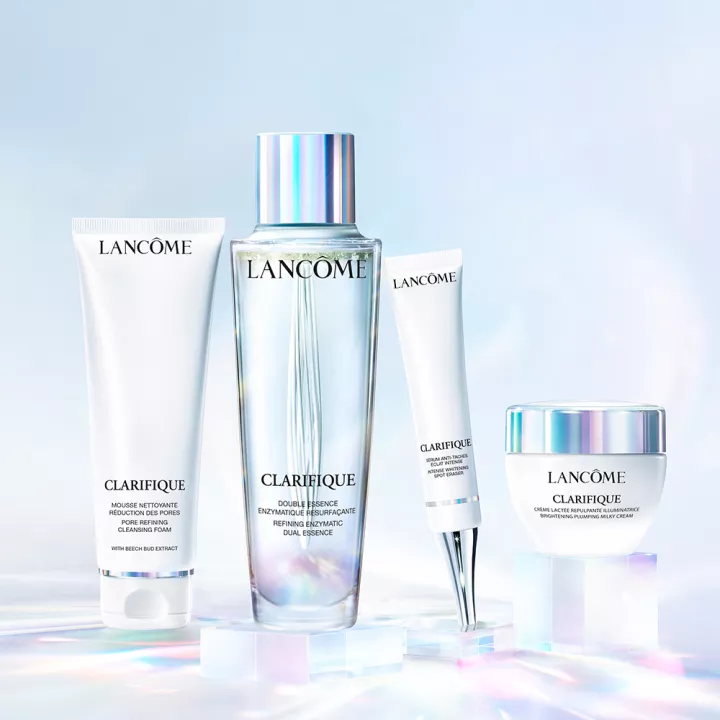 LANCÔME
CLARIFIQUE
MOUSSE NETTOYANTE
RÉDUCTION DES PORES
PORE REFINING
CLEANSING FOAM
WITH BEECH BUD EXTRACT
LANCÔME
CLARIFIQUE
DOUBLE ESSENCE
ENZYMATIQUE RESURFAÇANTE
REFINING ENZYMATIC
DUAL ESSENCE
LANCÔME
CLARIFIQUE
SÉRUM ANTI-TACHES
ÉCLAT INTENSE
INTENSE WHITENING
SPOT ERASER
LANCÔME
CLARIFIQUE
CRÈME LACTÉE REPULPANTE ILLUMINATRICE
BRIGHTENING PLUMPING MILKY CREAM